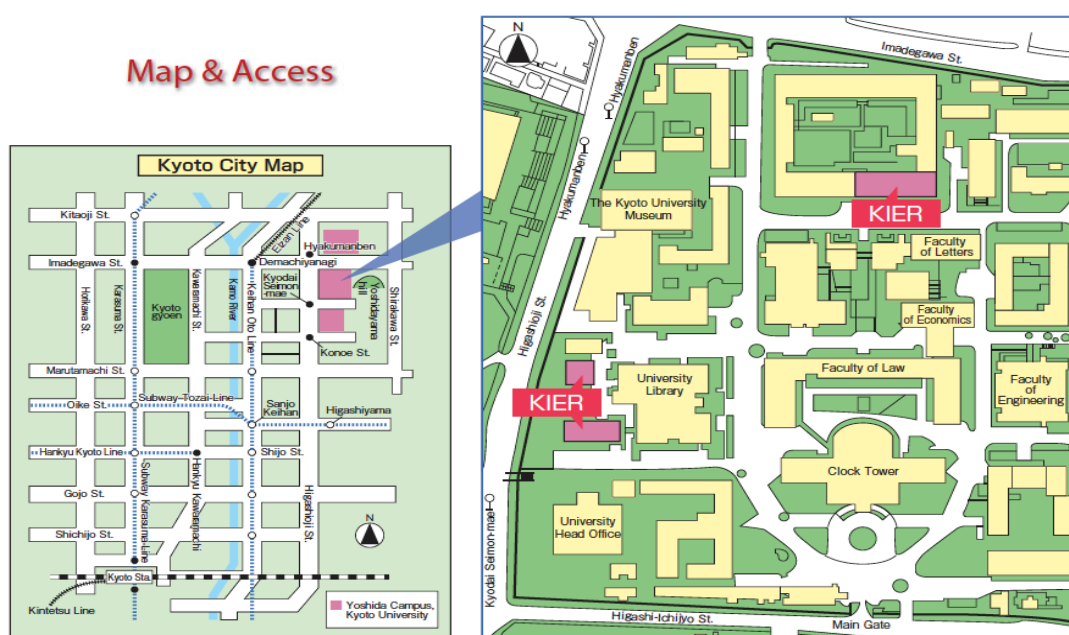 Map & Access
Kyoto City Map
Kitaoji St.
Eizan Line
Hyakumanben
Imadegawa St.
Demachiyanagi
Horikawa St.
Karasuma St.
Kyoto
gyoen
Kawaramachi St.
Kamo River
Keihan Oto Line
Kyodai
Seimon
-mae
Yoshidayama
hill
Shirakawa St.
Konoe St.
Marutamachi St.
Subway-Tozai-Line
Oike St.
Sanjo
Keihan
Higashiyama
Hankyu Kyoto Line
Shijo St.
Subway Karasuma-Line
Hankyu Kawaramachi
Gojo St.
Higashioji St.
Shichijo St.
N
Kyoto Sta.
Kintetsu Line
Yoshida Campus,
Kyoto University
N
Imadegawa St.
Hyakumanben
Hyakumanben
The Kyoto University
Museum
KIER
Faculty
of Letters
Higashioji St.
Faculty
of Economics
University
Library
Faculty of Law
Faculty
of
Engineering
KIER
Clock Tower
Kyodai Seimon-mae
University
Head Office
Higashi-Ichijyo St.
Main Gate